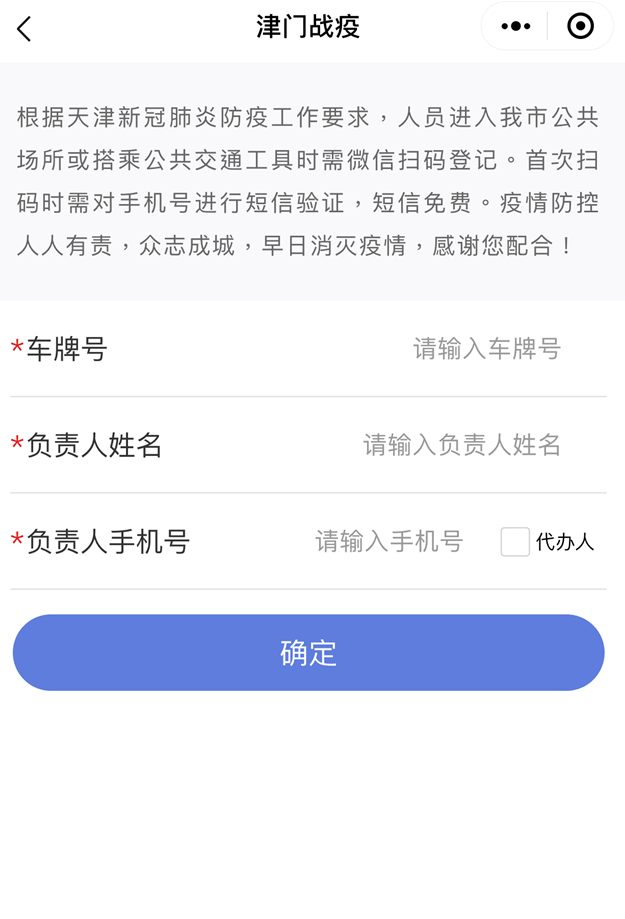 津门战疫
根据天津新冠肺炎防疫工作要求，人员进入我市公共
场所或搭乘公共交通工具时需微信扫码登记。首次扫
码时需对手机号进行短信验证，短信免费。疫情防控
人人有责，众志成城，早日消灭疫情，感谢您配合！
*车牌号 请输入车牌号
*负责人姓名 请输入负责人姓名
*负责人手机号 请输入手机号 代办人
确定